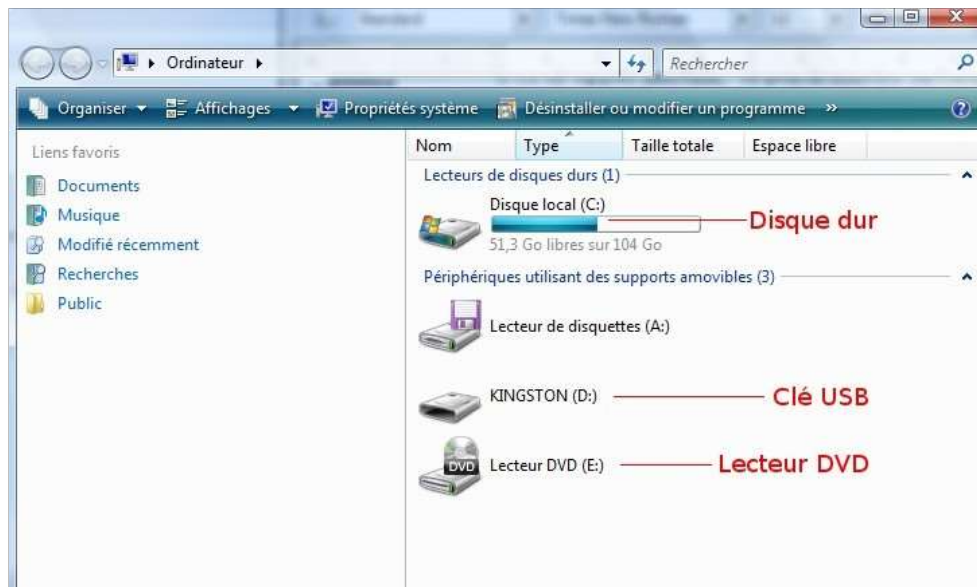 Ordinateur
Rechercher
Organiser Affichages Propriétés système Désinstaller ou modifier un programme »
Liens favoris
Documents
Musique
Modifié récemment
Recherches
Public
Nom Type Taille totale Espace libre
Lecteurs de disques durs (1)
Disque local (C:)
Disque dur
51,3 Go libres sur 104 Go
Périphériques utilisant des supports amovibles (3)
Lecteur de disquettes (A:)
KINGSTON (D:) Clé USB
DVD Lecteur DVD (E:) Lecteur DVD